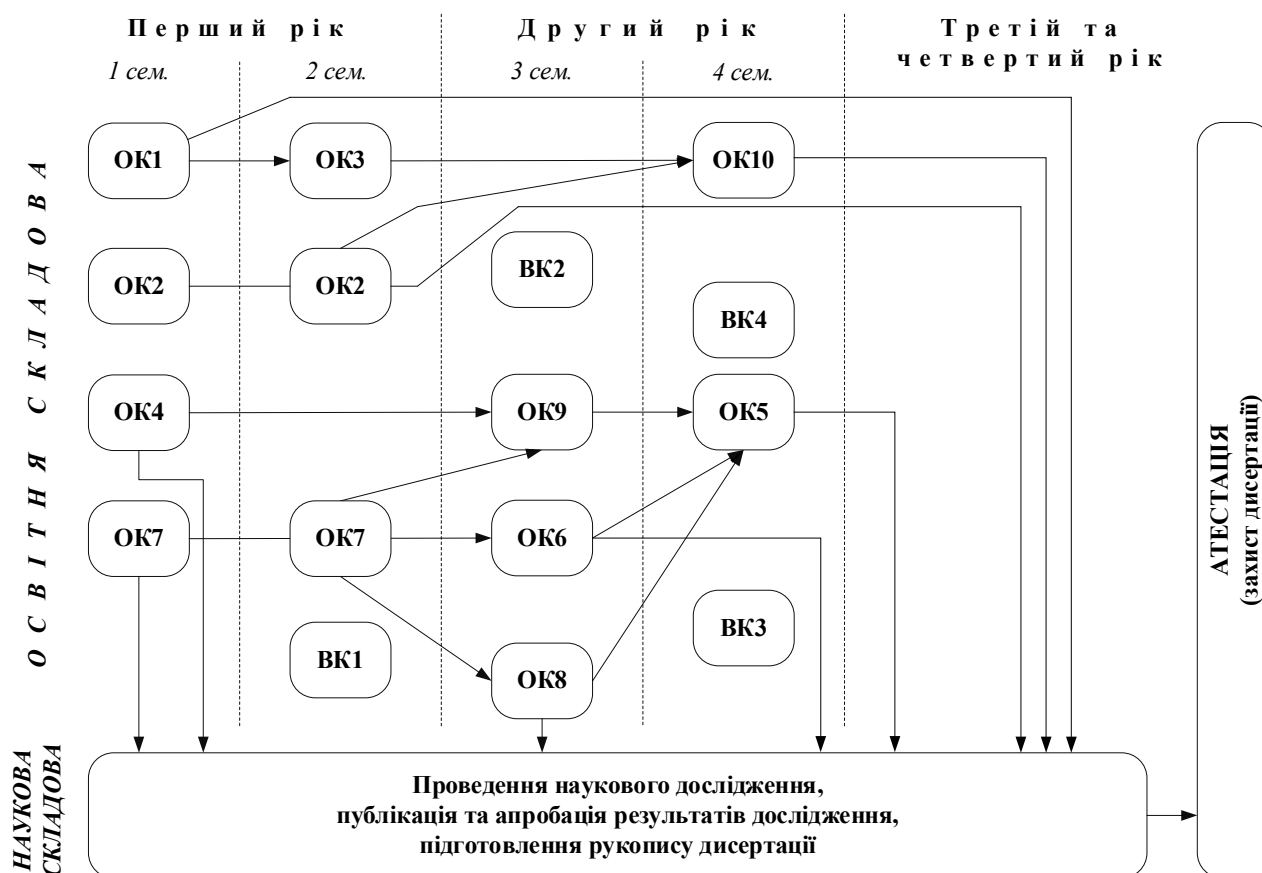 Перший рік
Другий рік
Третій та
четвертий рік
1 сем.
2 сем.
3 сем.
4 сем.
ОСВІТНЯ СКЛАДОВА
ОК1
ОК3
ОК10
ОК2
ОК2
ВК2
ВК4
ОК4
ОК9
ОК5
ОК7
ОК7
ОК6
ВК1
ОК8
ВК3
НАУКОВА
СКЛАДОВА
Проведення наукового дослідження,
публікація та апробація результатів дослідження,
підготовлення рукопису дисертації
АТЕСТАЦІЯ
(захист дисертації)